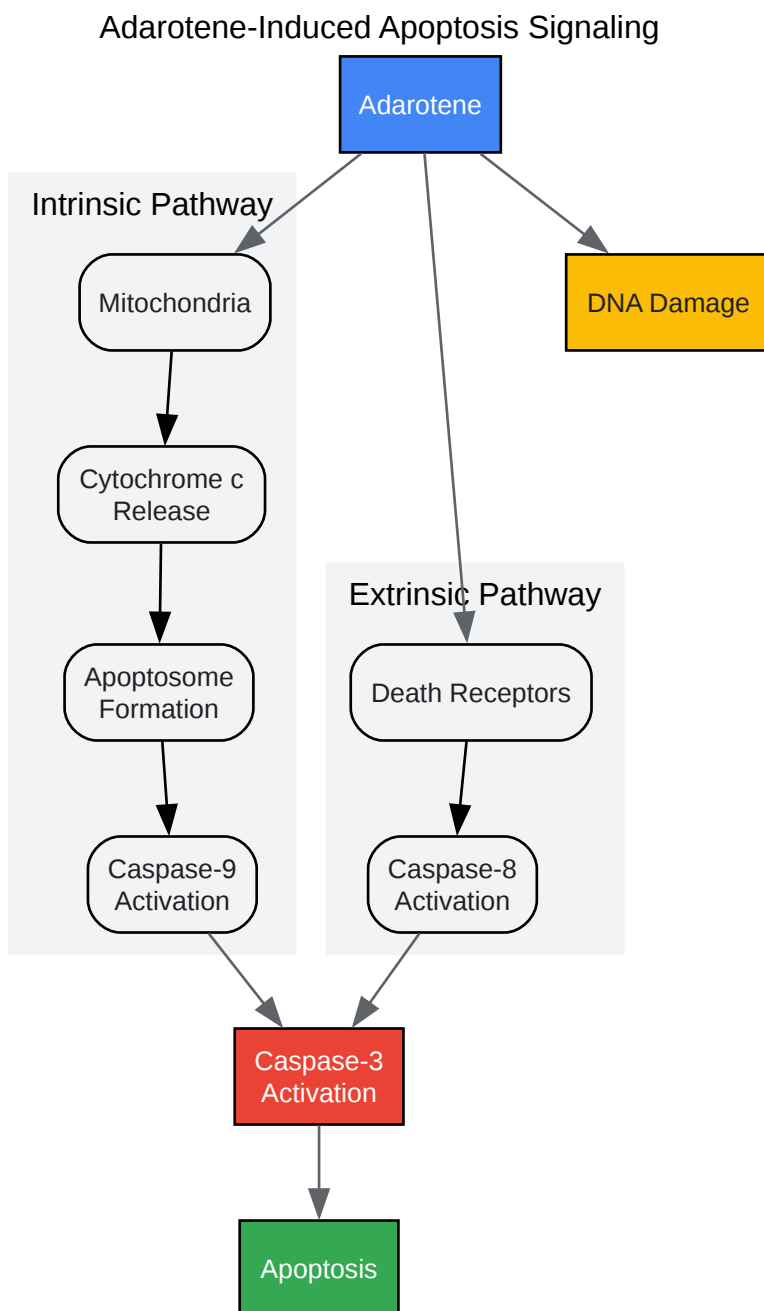 Adarotene-Induced Apoptosis Signaling
Adarotene
Intrinsic Pathway
Mitochondria
DNA Damage
Cytochrome c
Release
Extrinsic Pathway
Apoptosome
Formation
Death Receptors
Caspase-9
Activation
Caspase-8
Activation
Caspase-3
Activation
Apoptosis